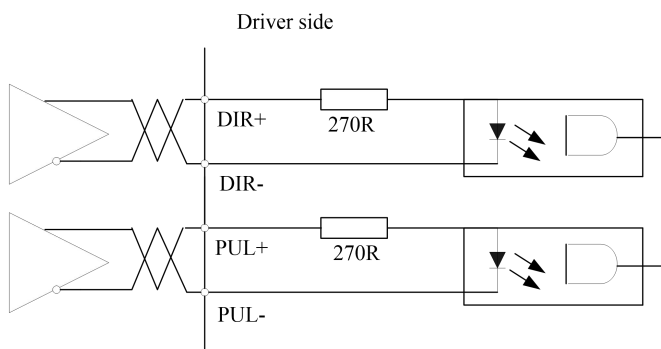 Driver side
DIR+
270R
DIR-
PUL+
270R
PUL-